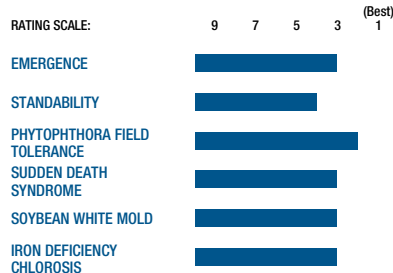 (Best)
RATING SCALE: 9 7 5 3 1
EMERGENCE
STANDABILITY
PHYTOPHTHORA FIELD
TOLERANCE
SUDDEN DEATH
SYNDROME
SOYBEAN WHITE MOLD
IRON DEFICIENCY
CHLOROSIS